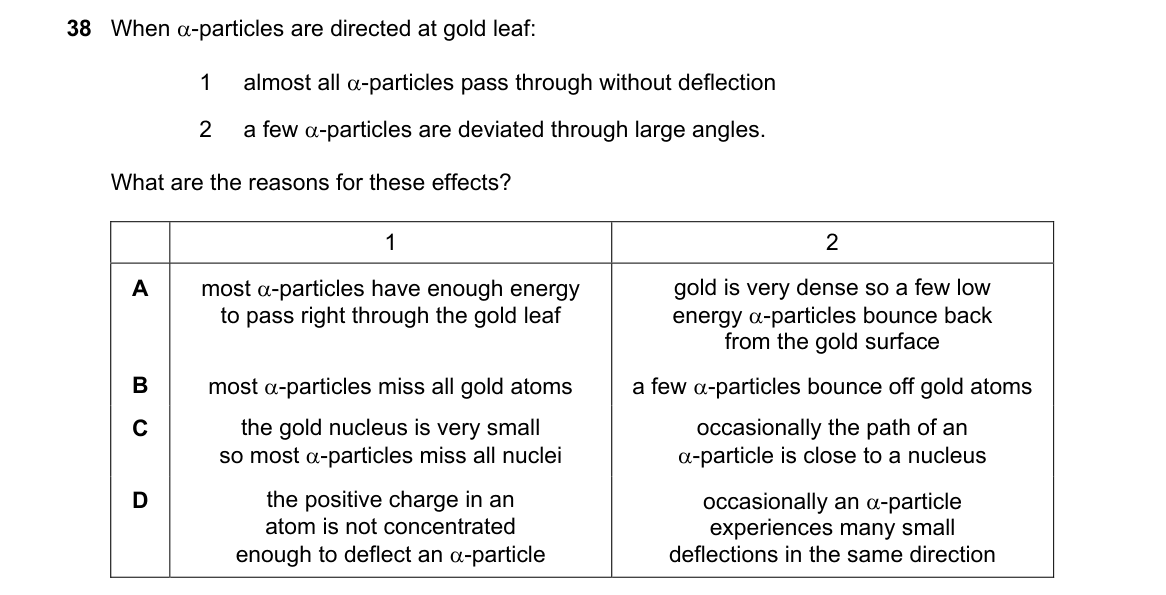 38 When α-particles are directed at gold leaf:
1 almost all α-particles pass through without deflection
2 a few α-particles are deviated through large angles.
What are the reasons for these effects?
1 2
A most α-particles have enough energy gold is very dense so a few low
to pass right through the gold leaf energy α-particles bounce back
from the gold surface
B most α-particles miss all gold atoms a few α-particles bounce off gold atoms
C the gold nucleus is very small occasionally the path of an
so most α-particles miss all nuclei α-particle is close to a nucleus
D the positive charge in an occasionally an α-particle
atom is not concentrated experiences many small
enough to deflect an α-particle deflections in the same direction